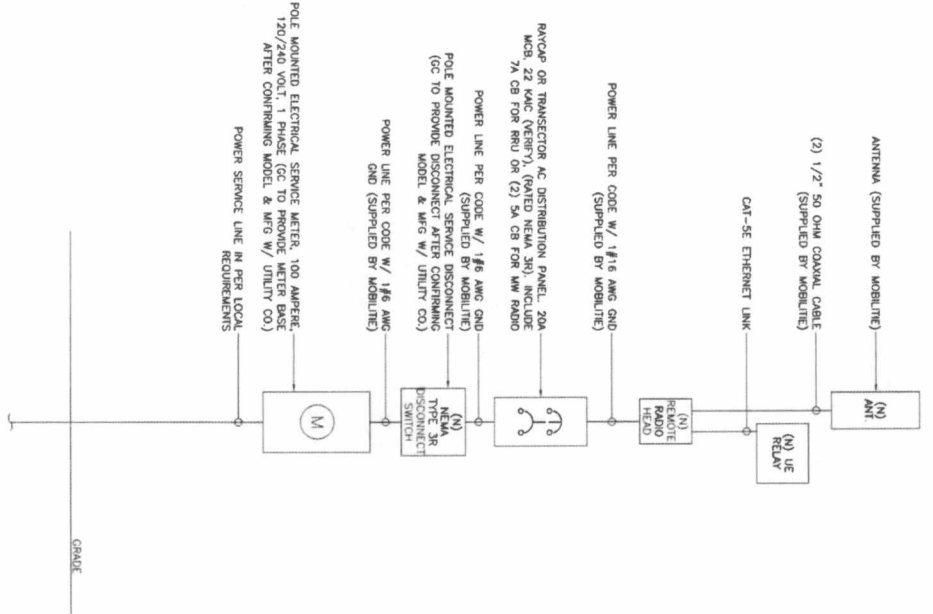 ANTENNA (SUPPLIED BY MOBILITIE)
(2) 1/2" 50 OHM COAXIAL CABLE
(SUPPLIED BY MOBILITIE)
CAT-5E ETHERNET LINK
POWER LINE PER CODE W/ 1#16 AWG GND
(SUPPLIED BY MOBILITIE)
RAYCAP OR TRANSECTOR AC DISTRIBUTION PANEL. 20A
MCB, 22 KAIC (VERIFY), (RATED NEMA 3R). INCLUDE
7A CB FOR RRU OR (2) 5A CB FOR MW RADIO
POWER LINE PER CODE W/ 1#6 AWG GND
(SUPPLIED BY MOBILITIE)
POLE MOUNTED ELECTRICAL SERVICE DISCONNECT
(GC TO PROVIDE DISCONNECT AFTER CONFIRMING
MODEL & MFG W/ UTILITY CO.)
POWER LINE PER CODE W/ 1#6 AWG
GND (SUPPLIED BY MOBILITIE)
POLE MOUNTED ELECTRICAL SERVICE METER, 100 AMPERE,
120/240 VOLT, 1 PHASE (GC TO PROVIDE METER BASE
AFTER CONFIRMING MODEL & MFG W/ UTILITY CO.)
POWER SERVICE LINE IN PER LOCAL
REQUIREMENTS
(N)
ANT.
(N) UE
RELAY
(N)
REMOTE
RADIO
HEAD
(N)
NEMA
TYPE 3R
DISCONNECT
SWITCH
M
GRADE